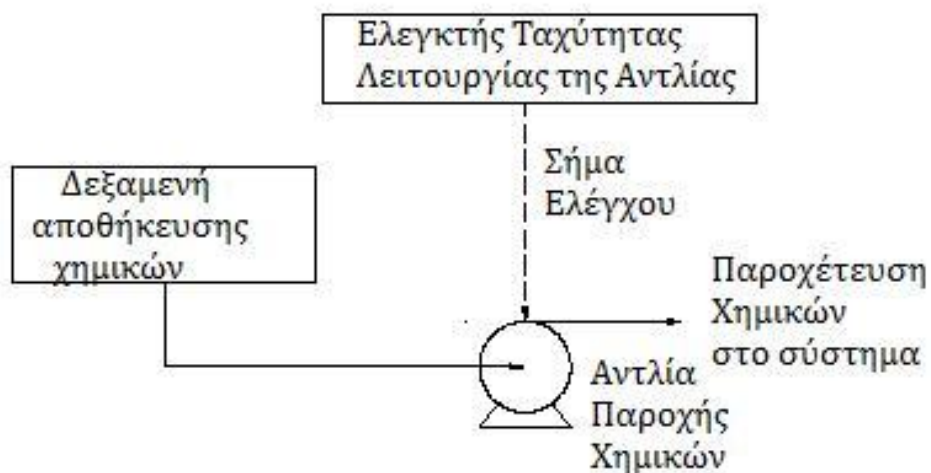 Ελεγκτής Ταχύτητας
Λειτουργίας της Αντλίας
Σήμα
Ελέγχου
Δεξαμενή
αποθήκευσης
χημικών
Παροχέτευση
Χημικών
στο σύστημα
Αντλία
Παροχής
Χημικών